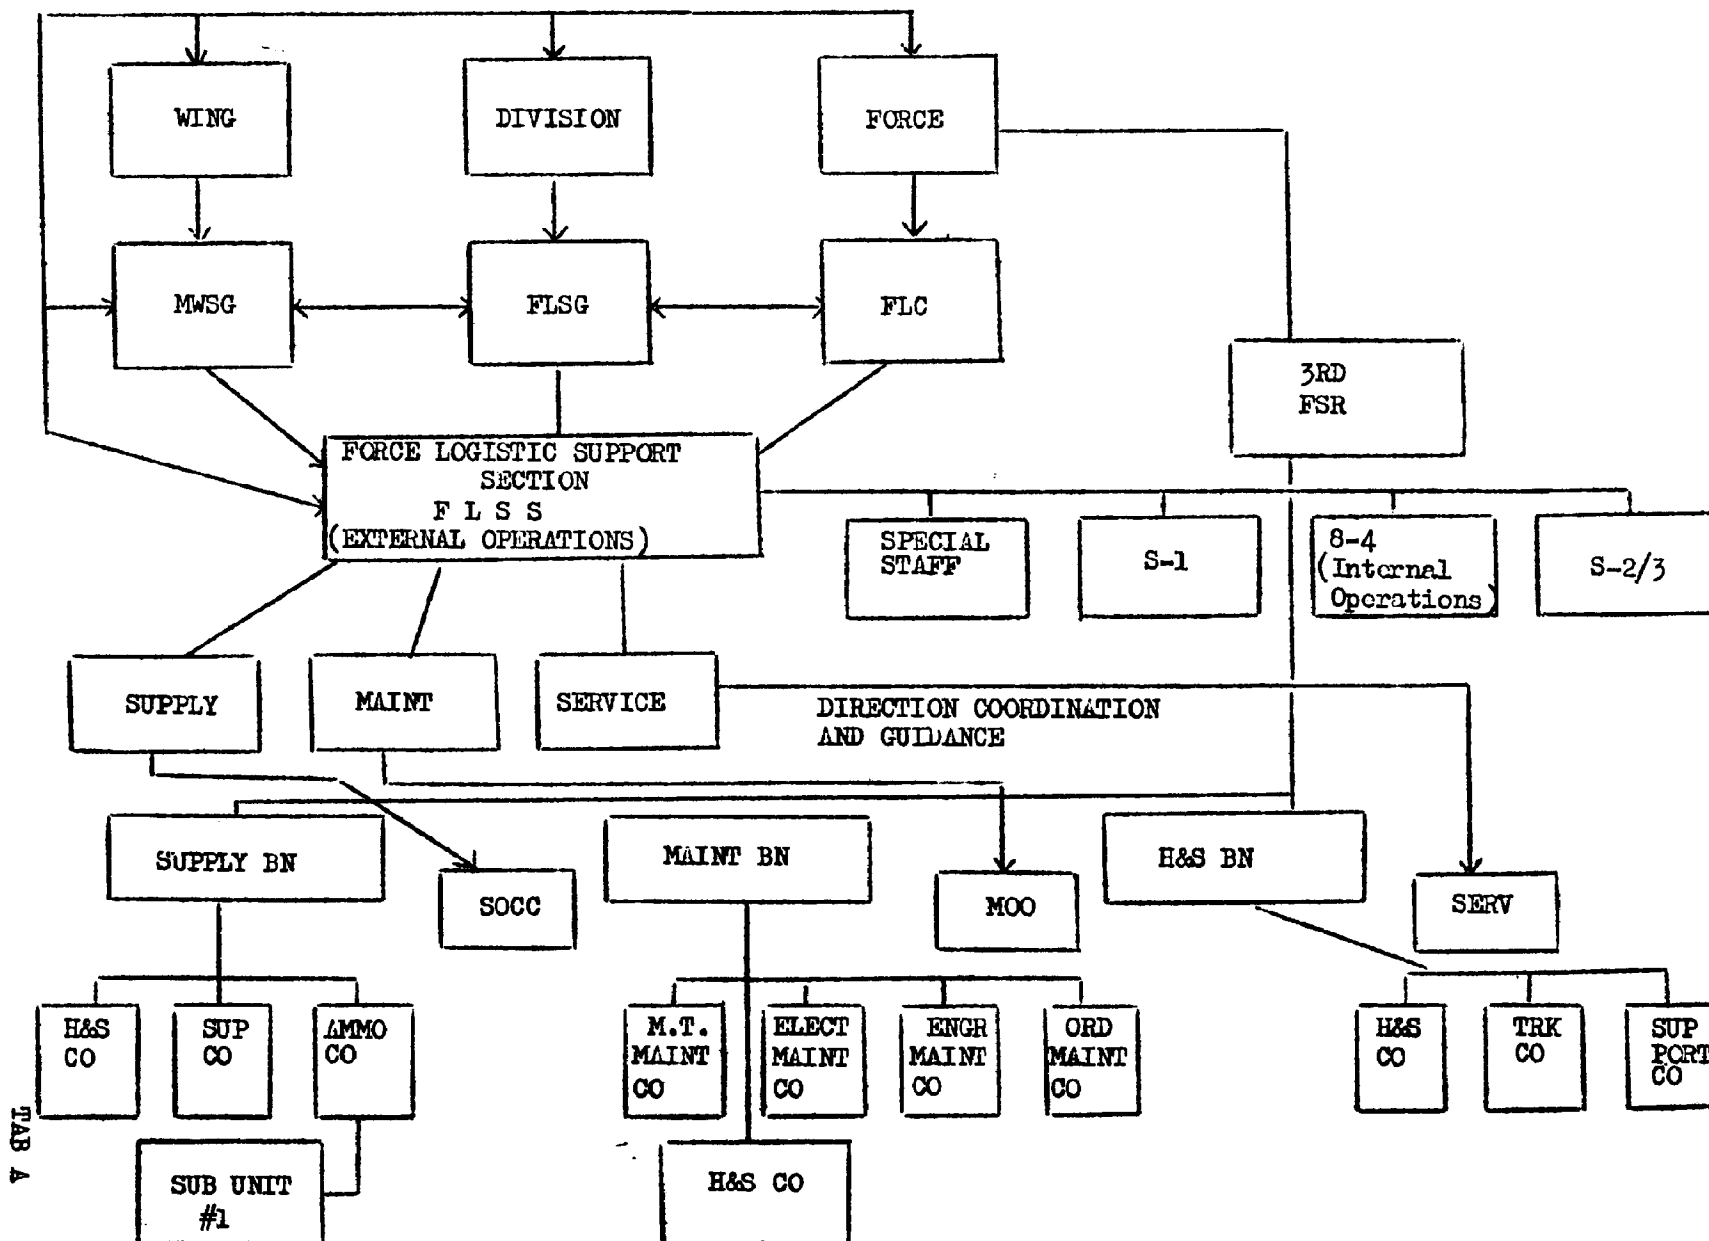 WING
DIVISION
FORCE
MWSG
FLSG
FLC
3RD
FSR
FORCE LOGISTIC SUPPORT
SECTION
F L S S
(EXTERNAL OPERATIONS)
SPECIAL
STAFF
S-1
8-4
(Internal
Operations)
S-2/3
SUPPLY
MAINT
SERVICE
DIRECTION COORDINATION
AND GUIDANCE
SUPPLY BN
SOCC
MAINT BN
MOO
H&S BN
SERV
H&S
CO
SUP
CO
AMMO
CO
M.T.
MAINT
CO
ELECT
MAINT
CO
ENGR
MAINT
CO
ORD
MAINT
CO
H&S
CO
TRK
CO
SUP
PORT
CO
SUB UNIT
#1
H&S CO
TAB A